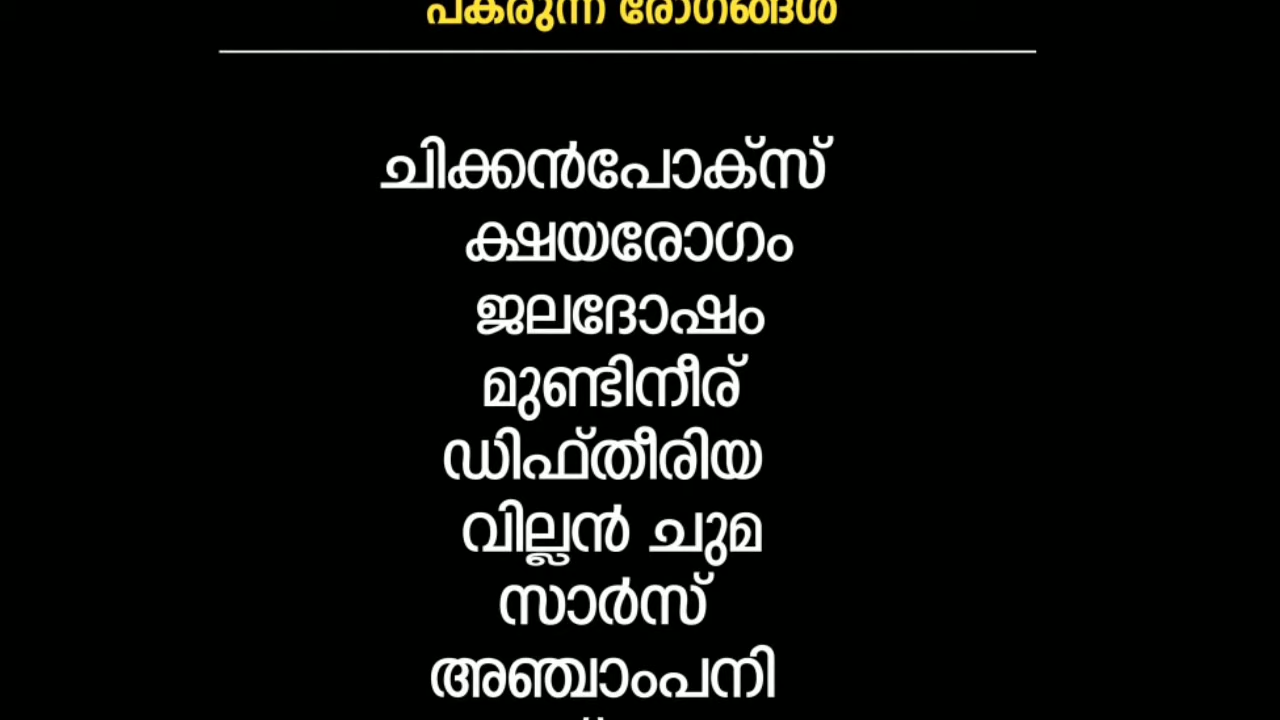 പകരുന്ന രോഗങ്ങൾ
ചിക്കൻപോക്സ്
ക്ഷയരോഗം
ജലദോഷം
മുണ്ടിനീര്
ഡിഫ്തീരിയ
വില്ലൻ ചുമ
സാർസ്
അഞ്ചാംപനി